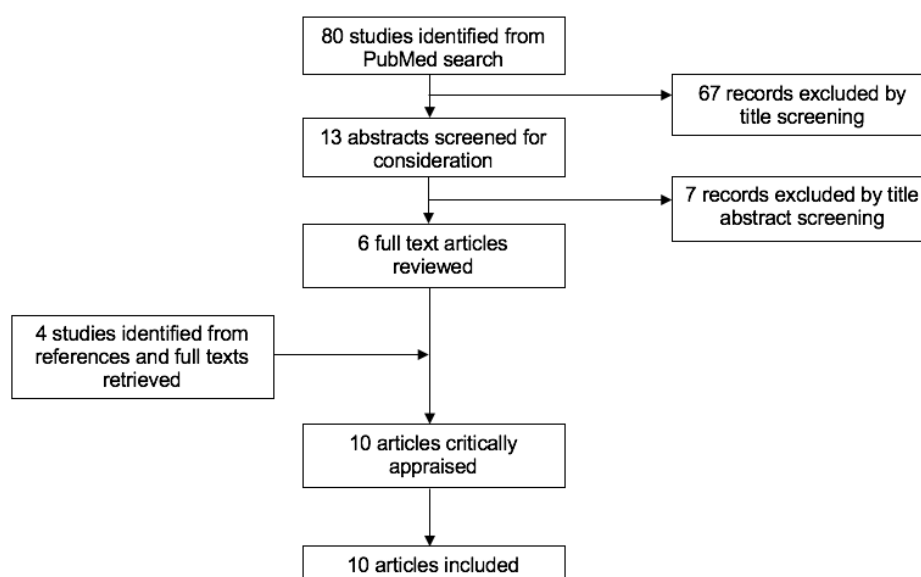 80 studies identified from
PubMed search
67 records excluded by
title screening
13 abstracts screened for
consideration
7 records excluded by title
abstract screening
6 full text articles
reviewed
4 studies identified from
references and full texts
retrieved
10 articles critically
appraised
10 articles included